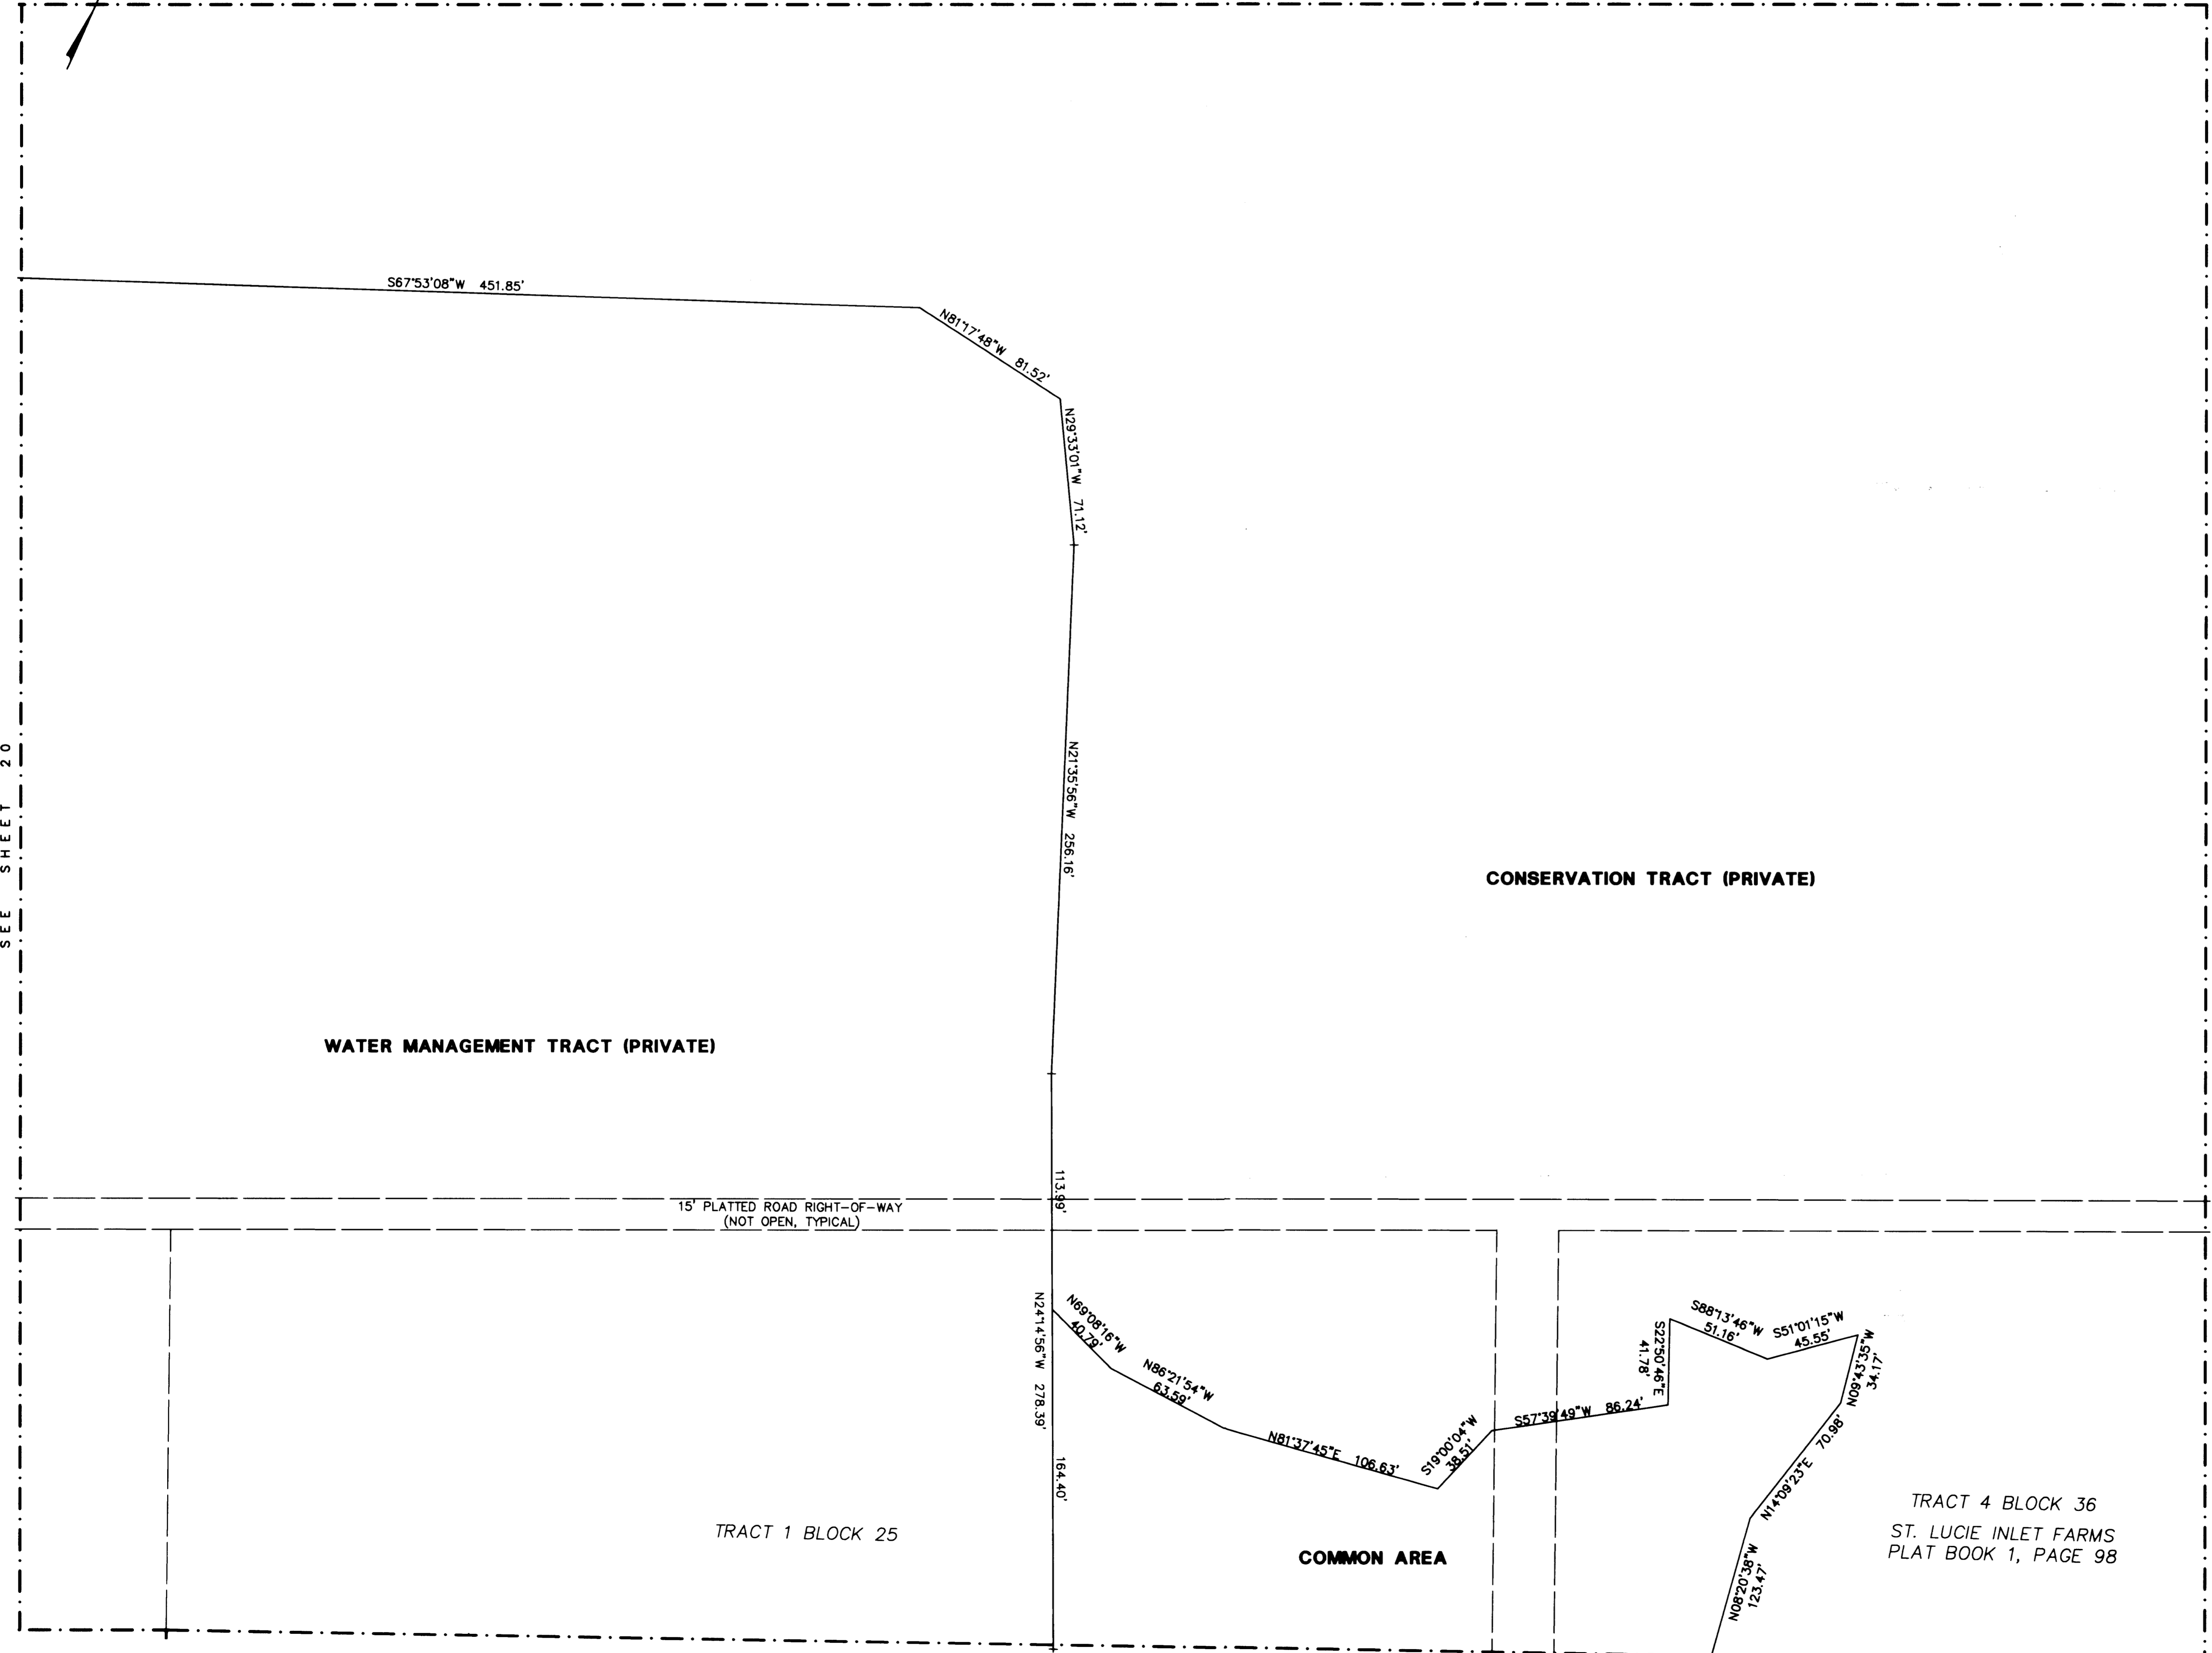 S67°53'08"W 451.85'
N81°17'48"W 81.52'
N29°33'01"W 71.12'
SEE SHEET 20
N21°35'56"W 256.16'
CONSERVATION TRACT (PRIVATE)
WATER MANAGEMENT TRACT (PRIVATE)
113.99'
15' PLATTED ROAD RIGHT-OF-WAY
(NOT OPEN, TYPICAL)
N24°14'56"W 278.39'
164.40'
N69°08'16"W
40.79'
N86°21'54"W
63.59'
N81°37'45"E 106.63'
S19°00'04"W
38.51'
S57°39'49"W 86.24'
S22°50'46"E
41.78'
S88°13'46"W
51.16'
S51°01'15"W
45.55'
N09°43'35"W
34.17'
N14°09'23"E 70.98'
N08°20'38"W
123.47'
TRACT 1 BLOCK 25
COMMON AREA
TRACT 4 BLOCK 36
ST. LUCIE INLET FARMS
PLAT BOOK 1, PAGE 98